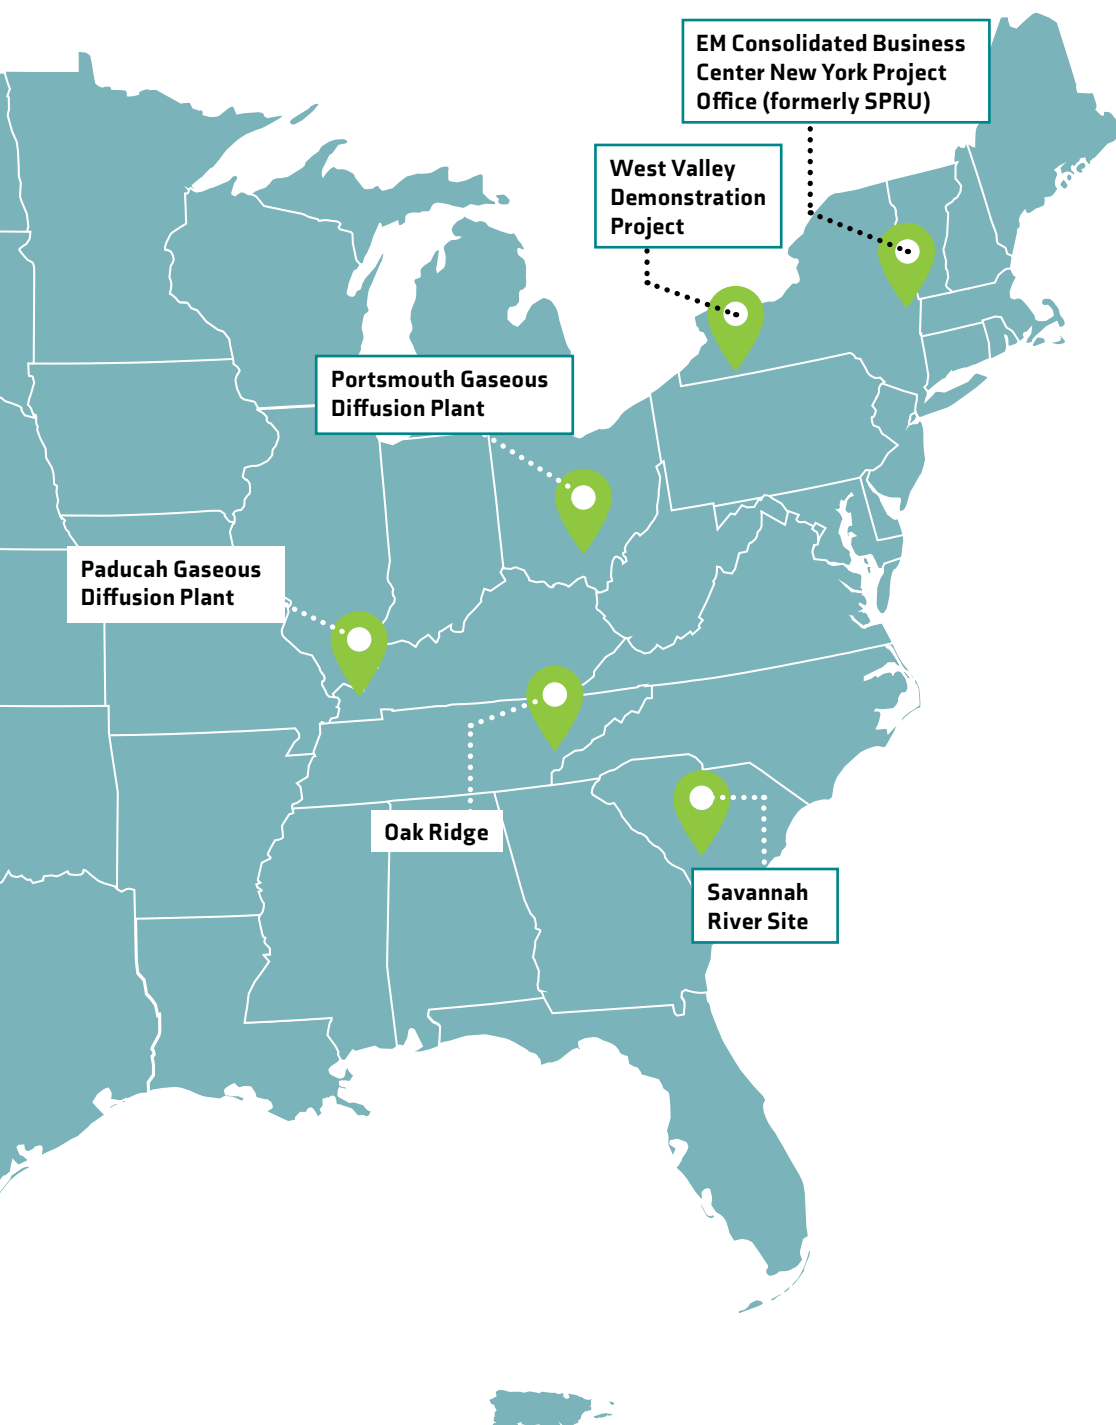 EM Consolidated Business
Center New York Project
Office (formerly SPRU)
West Valley
Demonstration
Project
Portsmouth Gaseous
Diffusion Plant
Paducah Gaseous
Diffusion Plant
Oak Ridge
Savannah
River Site